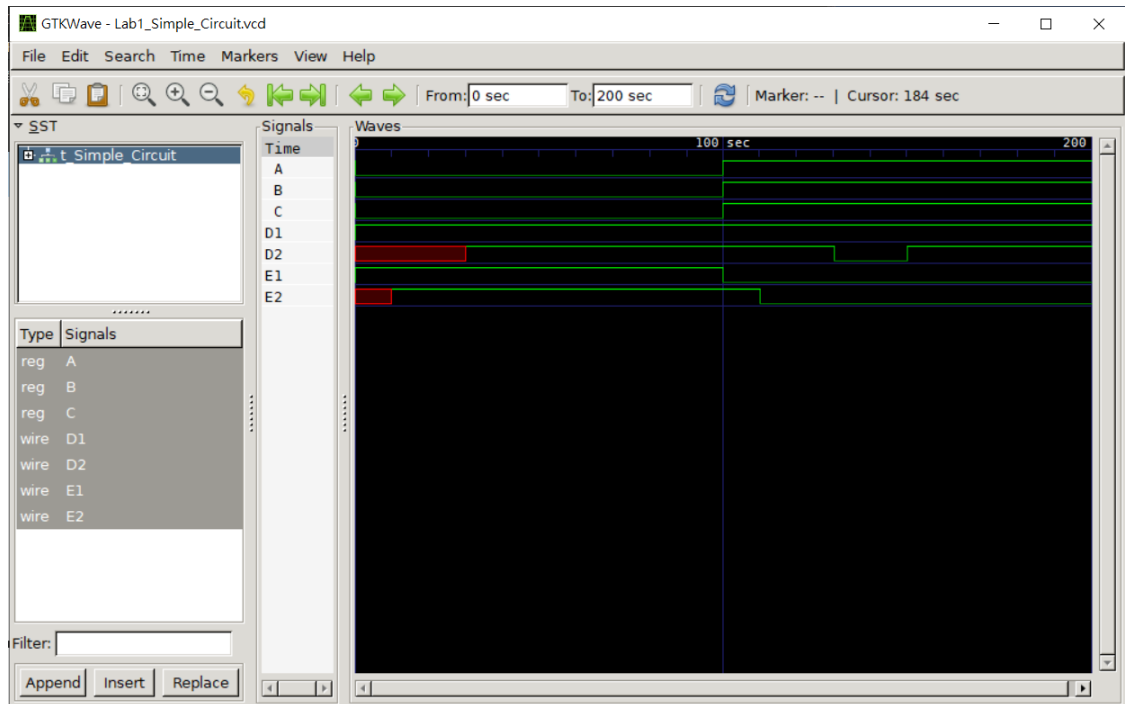 GTKWave - Lab1_Simple_Circuit.vcd
File Edit Search Time Markers View Help
From: 0 sec To: 200 sec Marker: -- | Cursor: 184 sec
SST
t_Simple_Circuit
Type Signals
reg A
reg B
reg C
wire D1
wire D2
wire E1
wire E2
Filter:
Append Insert Replace
Signals
Time
A
B
C
D1
D2
E1
E2
Waves
100 sec 200